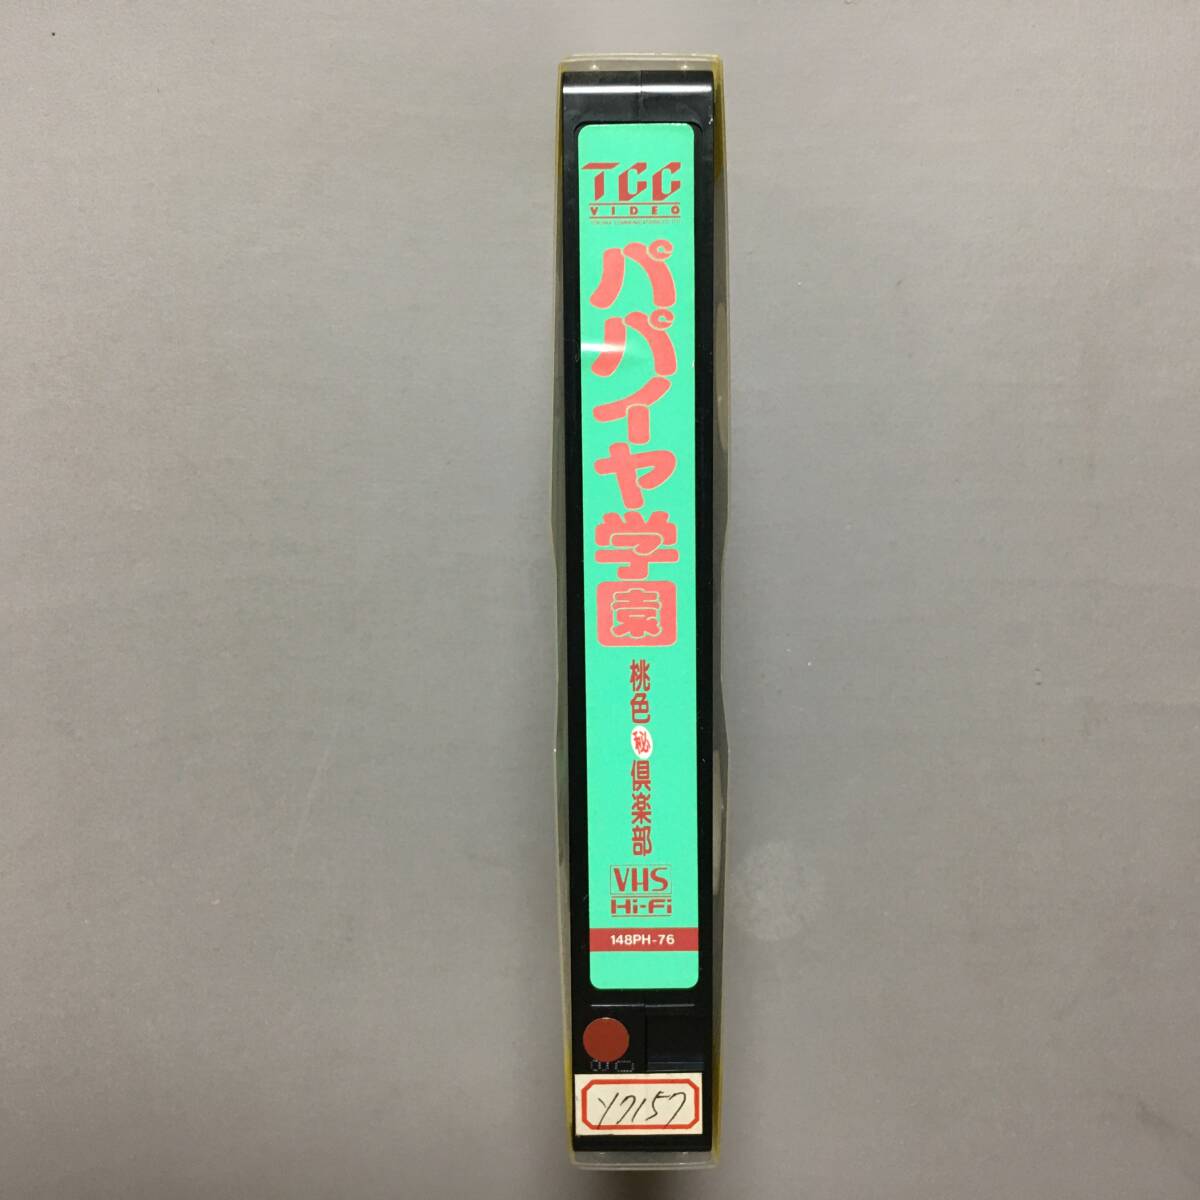 TCC
VIDEO
パパイヤ学園
桃色㊙倶楽部
VHS
Hi-Fi
148PH-76
Y7157